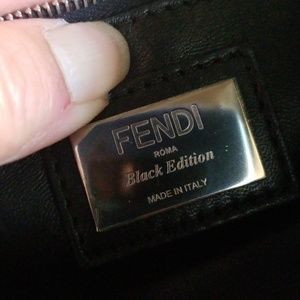 FENDI
ROMA
Black Edition
MADE IN ITALY